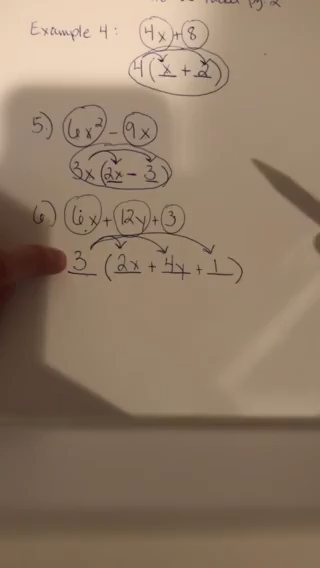 Example 4: 4x + 8
4(x + 2)
5.) 6x² - 9x
3x(2x - 3)
6.) 6x + 12y + 3
3 (2x + 4y + 1)